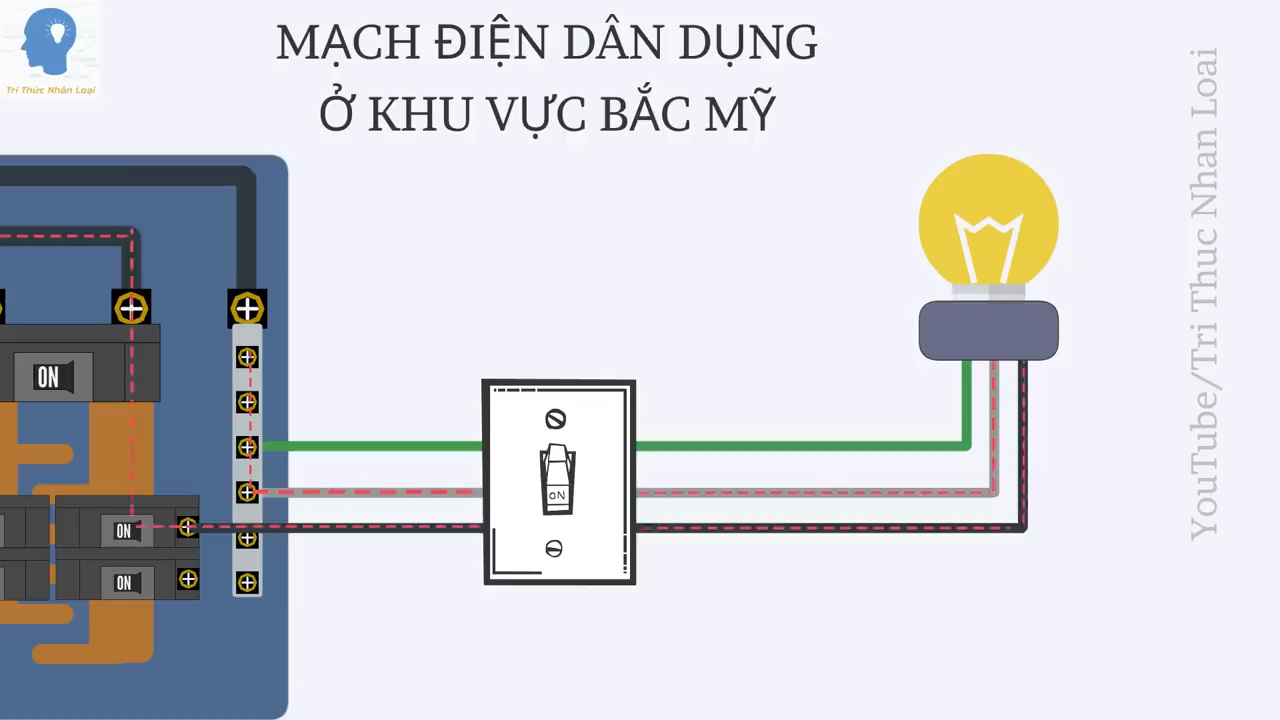 MẠCH ĐIỆN DÂN DỤNG
Ở KHU VỰC BẮC MỸ
Tri Thức Nhân Loại
YouTube/Tri Thuc Nhan Loai
ON
ON
ON
ON